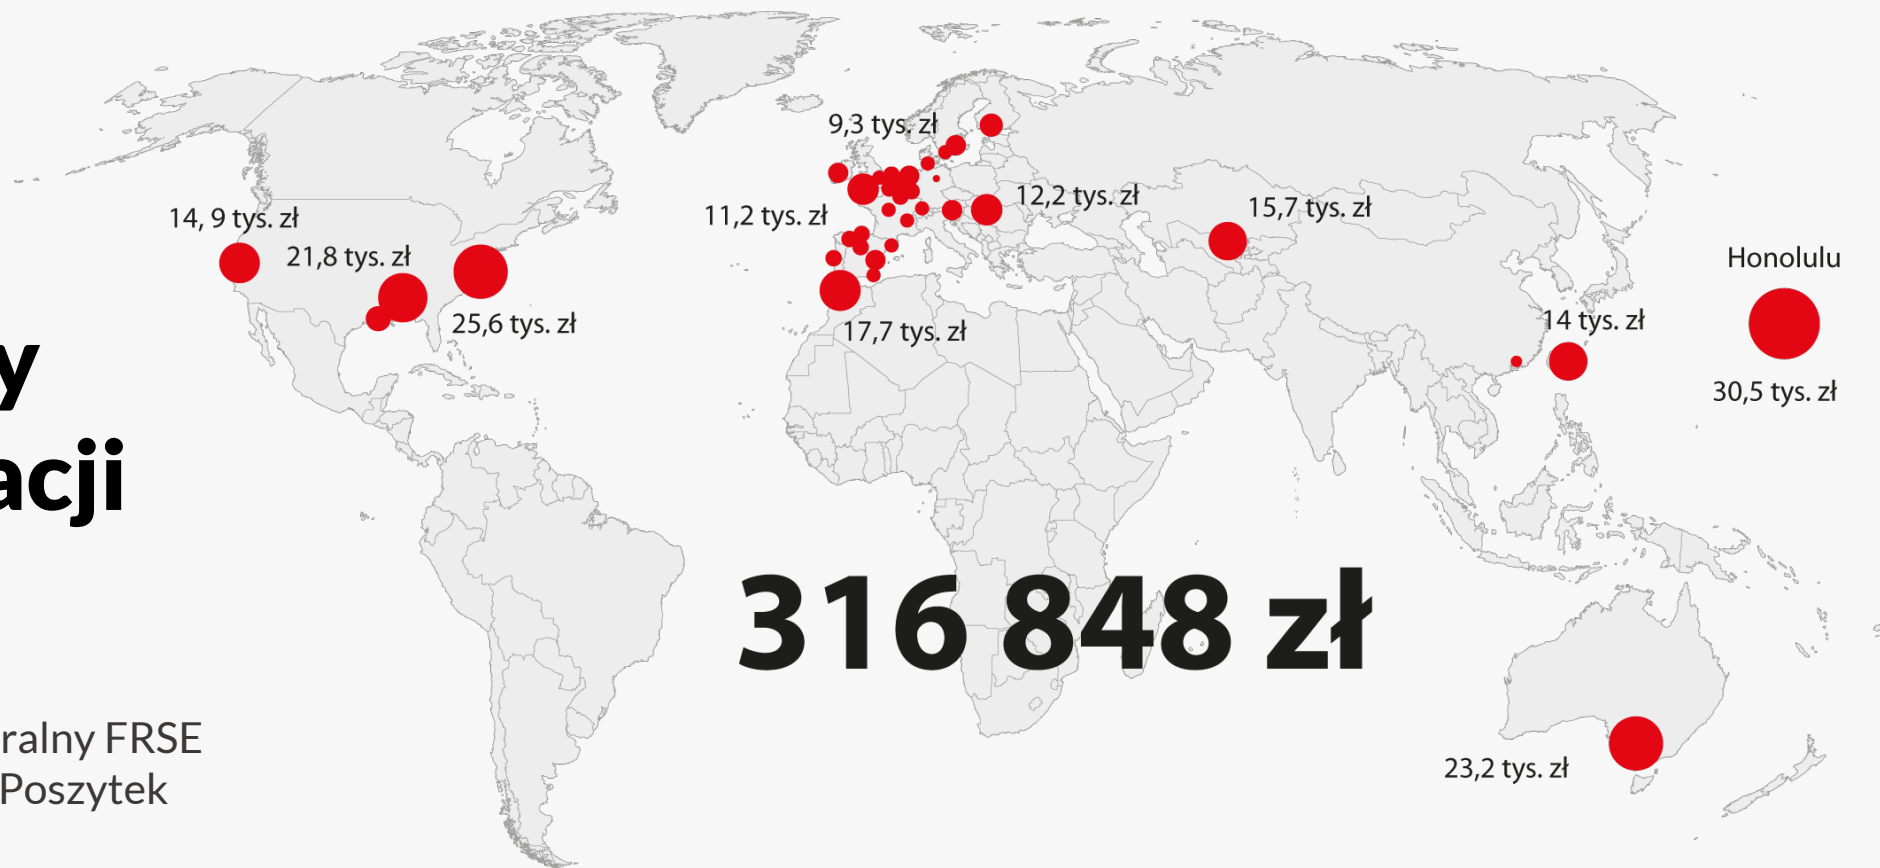 9,3 tys. zł
12,2 tys. zł
15,7 tys. zł
11,2 tys. zł
14, 9 tys. zł
21,8 tys. zł
Honolulu
25,6 tys. zł
17,7 tys. zł
14 tys. zł
30,5 tys. zł
y
acji
316 848 zł
ralny FRSE
Poszytek
23,2 tys. zł